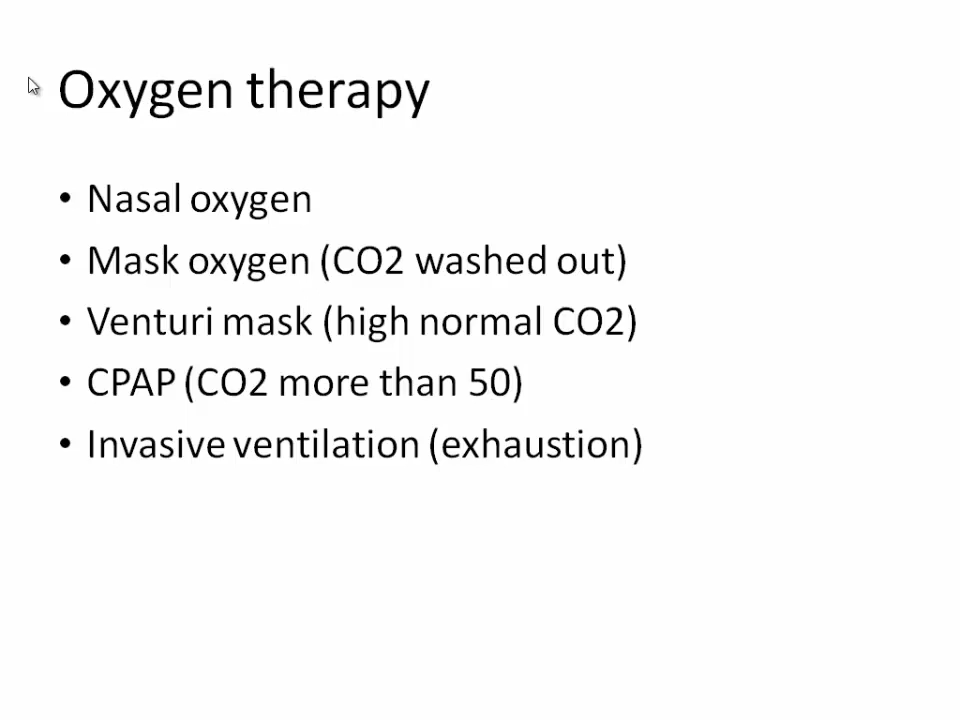 Oxygen therapy
• Nasal oxygen
• Mask oxygen (CO2 washed out)
• Venturi mask (high normal CO2)
• CPAP (CO2 more than 50)
• Invasive ventilation (exhaustion)